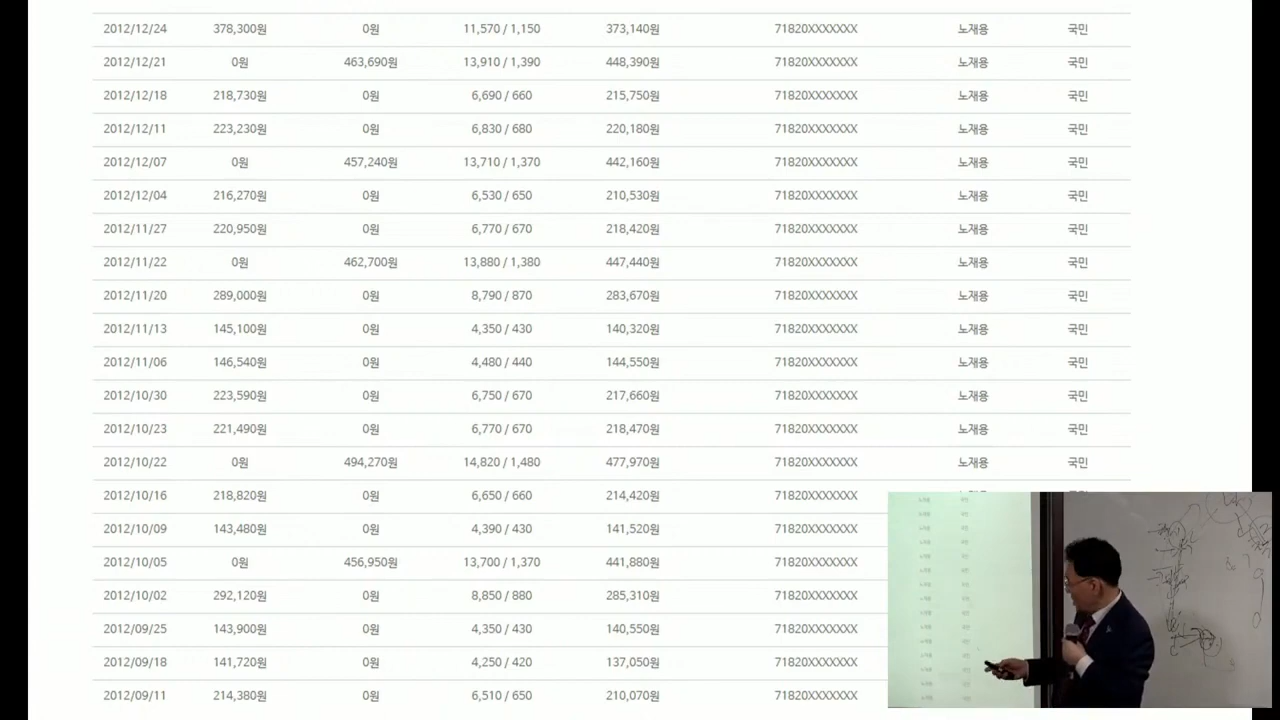 2012/12/24 378,300원 0원 11,570 / 1,150 373,140원 71820XXXXXXX 노재용 국민
2012/12/21 0원 463,690원 13,910 / 1,390 448,390원 71820XXXXXXX 노재용 국민
2012/12/18 218,730원 0원 6,690 / 660 215,750원 71820XXXXXXX 노재용 국민
2012/12/11 223,230원 0원 6,830 / 680 220,180원 71820XXXXXXX 노재용 국민
2012/12/07 0원 457,240원 13,710 / 1,370 442,160원 71820XXXXXXX 노재용 국민
2012/12/04 216,270원 0원 6,530 / 650 210,530원 71820XXXXXXX 노재용 국민
2012/11/27 220,950원 0원 6,770 / 670 218,420원 71820XXXXXXX 노재용 국민
2012/11/22 0원 462,700원 13,880 / 1,380 447,440원 71820XXXXXXX 노재용 국민
2012/11/20 289,000원 0원 8,790 / 870 283,670원 71820XXXXXXX 노재용 국민
2012/11/13 145,100원 0원 4,350 / 430 140,320원 71820XXXXXXX 노재용 국민
2012/11/06 146,540원 0원 4,480 / 440 144,550원 71820XXXXXXX 노재용 국민
2012/10/30 223,590원 0원 6,750 / 670 217,660원 71820XXXXXXX 노재용 국민
2012/10/23 221,490원 0원 6,770 / 670 218,470원 71820XXXXXXX 노재용 국민
2012/10/22 0원 494,270원 14,820 / 1,480 477,970원 71820XXXXXXX 노재용 국민
2012/10/16 218,820원 0원 6,650 / 660 214,420원 71820XXXXXXX
2012/10/09 143,480원 0원 4,390 / 430 141,520원 71820XXXXXXX
2012/10/05 0원 456,950원 13,700 / 1,370 441,880원 71820XXXXXXX
2012/10/02 292,120원 0원 8,850 / 880 285,310원 71820XXXXXXX
2012/09/25 143,900원 0원 4,350 / 430 140,550원 71820XXXXXXX
2012/09/18 141,720원 0원 4,250 / 420 137,050원 71820XXXXXXX
2012/09/11 214,380원 0원 6,510 / 650 210,070원 71820XXXXXXX